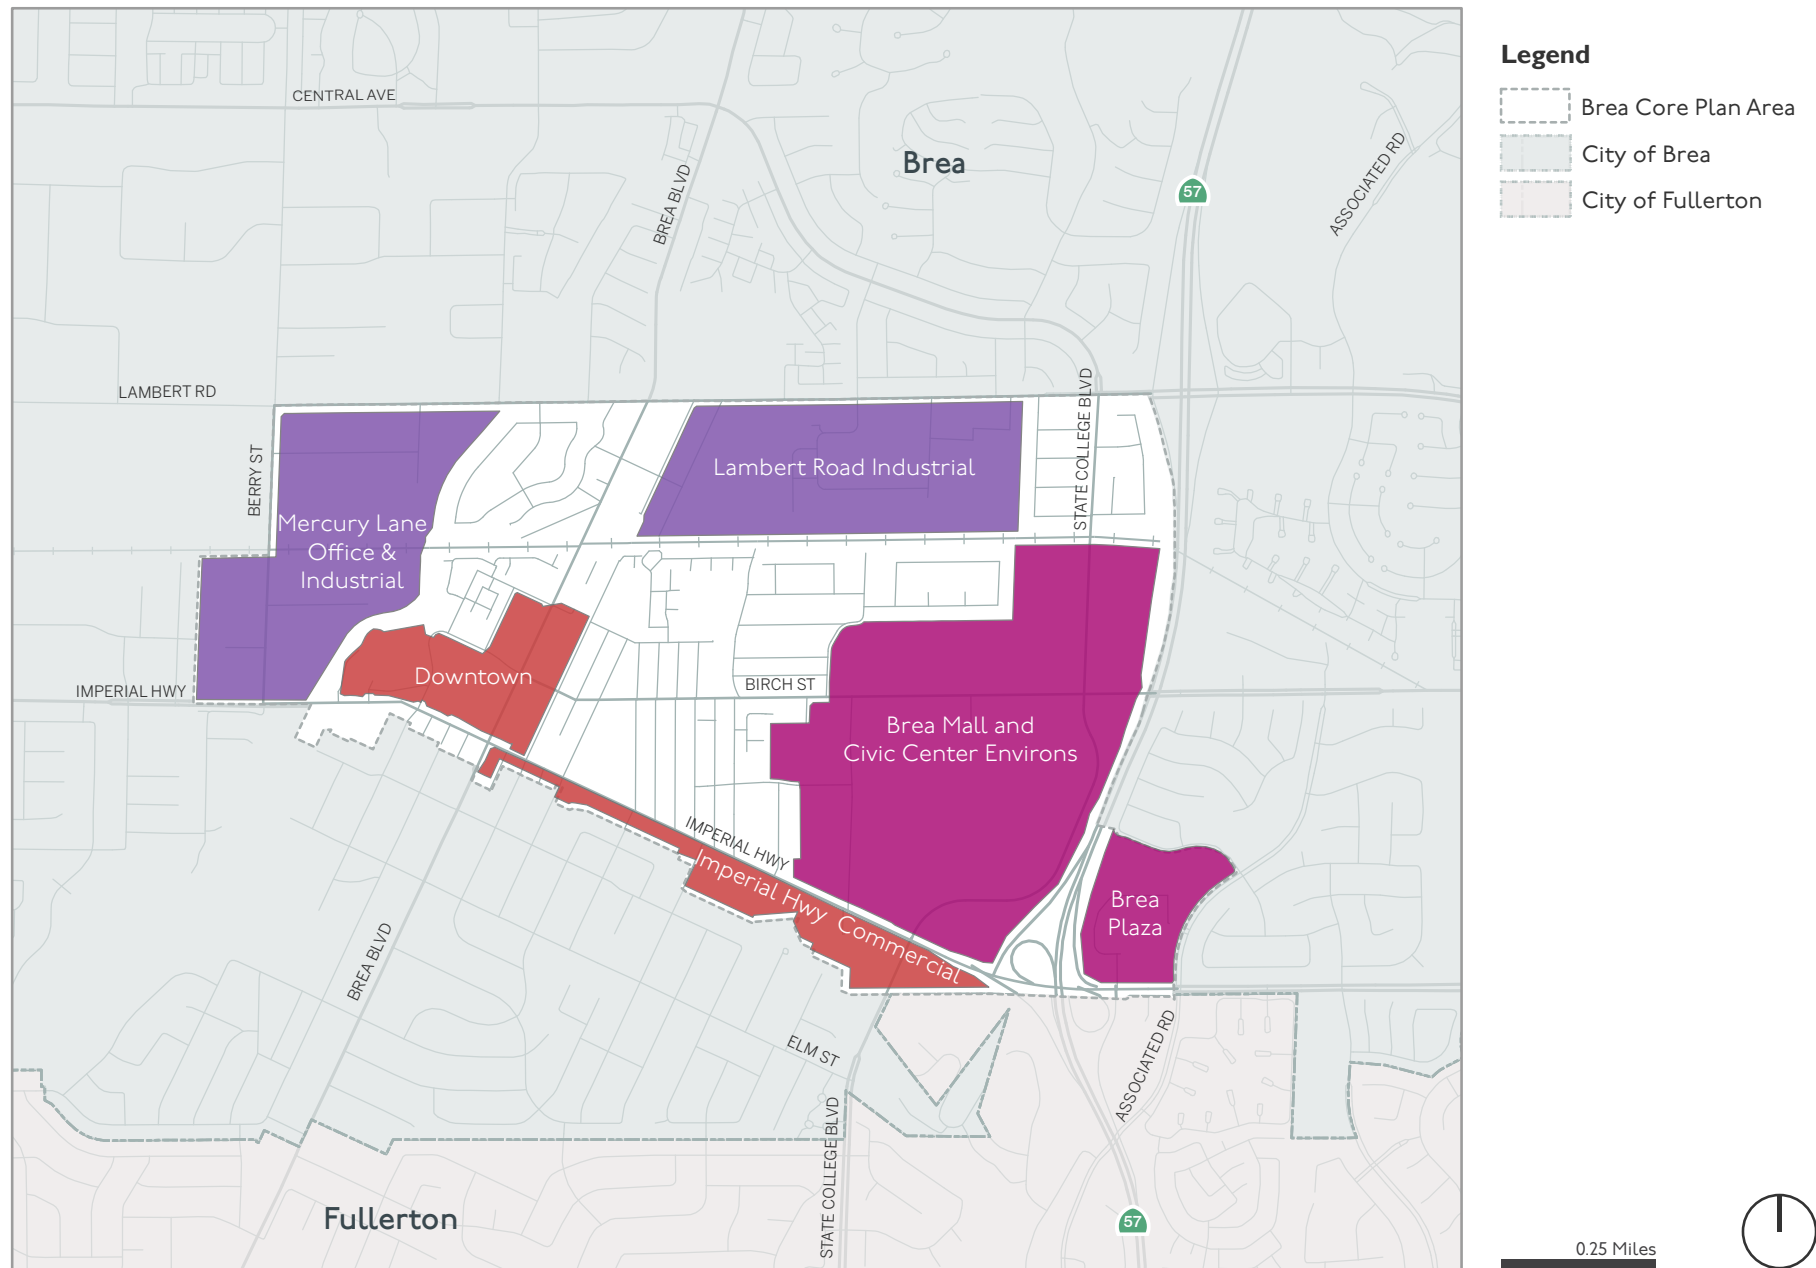 Legend
Brea Core Plan Area
City of Brea
City of Fullerton
CENTRAL AVE
Brea
BREA BLVD
57
ASSOCIATED RD
LAMBERT RD
STATE COLLEGE BLVD
BERRY ST
Lambert Road Industrial
Mercury Lane
Office &
Industrial
Downtown
BIRCH ST
IMPERIAL HWY
Brea Mall and
Civic Center Environs
IMPERIAL HWY
Imperial Hwy Commercial
Brea
Plaza
BREA BLVD
ELM ST
ASSOCIATED RD
STATE COLLEGE BLVD
Fullerton
57
0.25 Miles